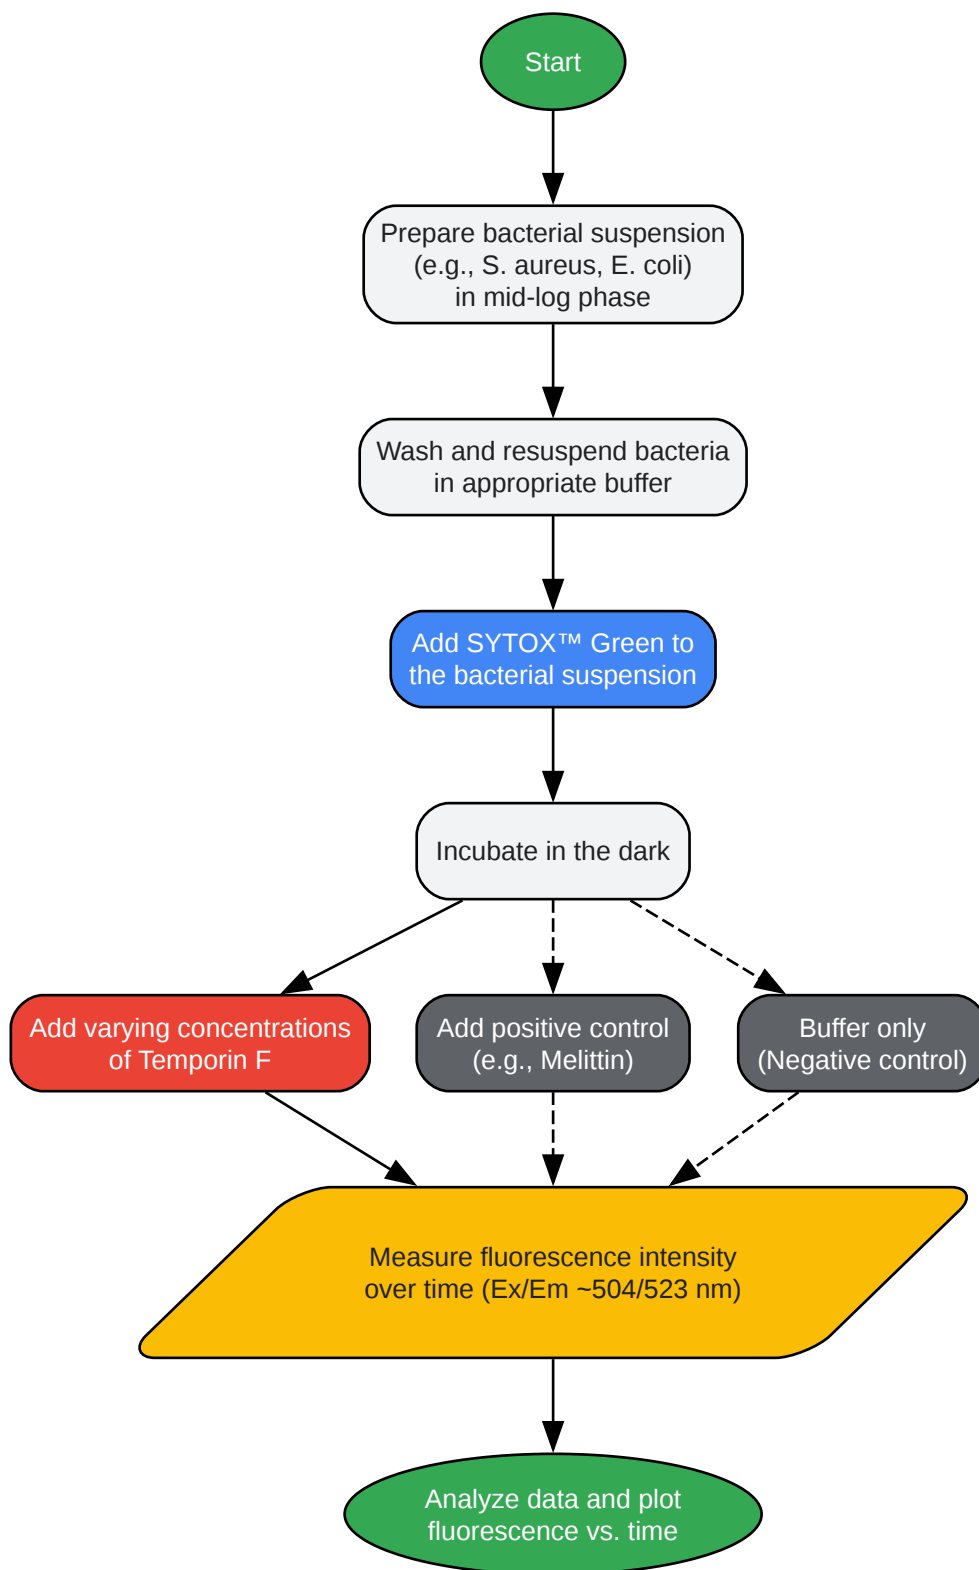 Start
Prepare bacterial suspension
(e.g., S. aureus, E. coli)
in mid-log phase
Wash and resuspend bacteria
in appropriate buffer
Add SYTOX™ Green to
the bacterial suspension
Incubate in the dark
Add varying concentrations
of Temporin F
Add positive control
(e.g., Melittin)
Buffer only
(Negative control)
Measure fluorescence intensity
over time (Ex/Em ~504/523 nm)
Analyze data and plot
fluorescence vs. time